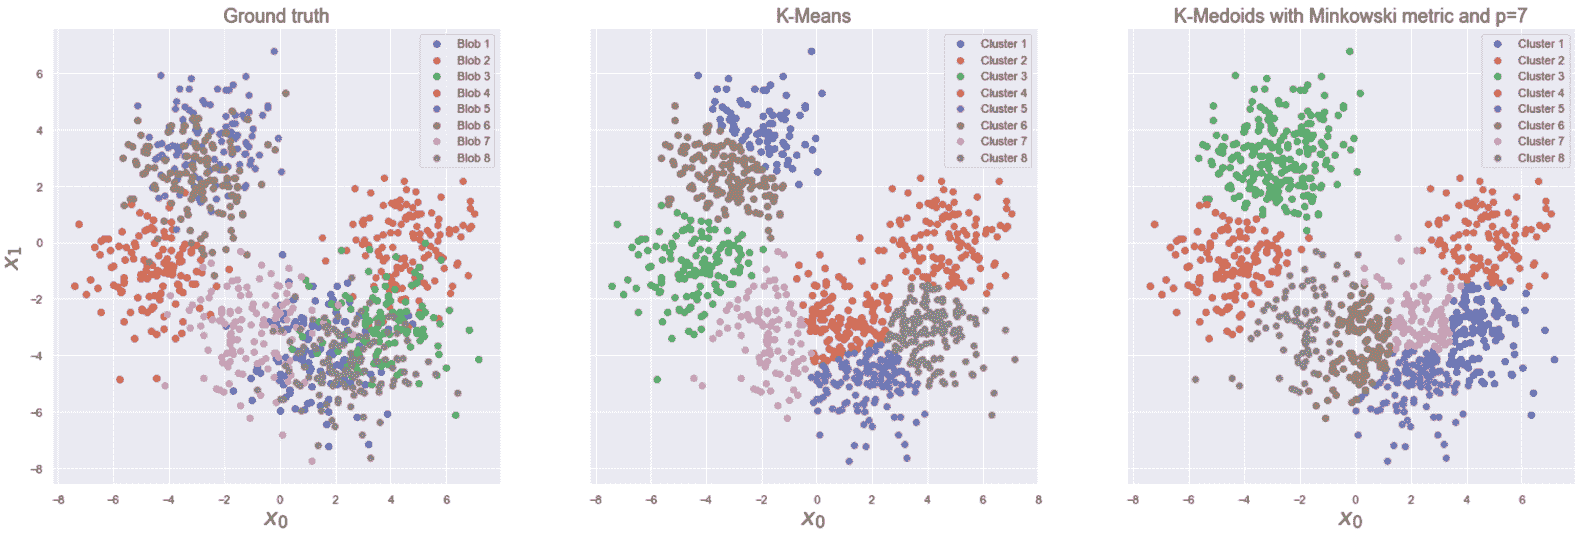 Ground truth
K-Means
K-Medoids with Minkowski metric and p=7
Blob 1
Blob 2
Blob 3
Blob 4
Blob 5
Blob 6
Blob 7
Blob 8
Cluster 1
Cluster 2
Cluster 3
Cluster 4
Cluster 5
Cluster 6
Cluster 7
Cluster 8
Cluster 1
Cluster 2
Cluster 3
Cluster 4
Cluster 5
Cluster 6
Cluster 7
Cluster 8
6
4
2
0
−2
−4
−6
−8
X1
−8 −6 −4 −2 0 2 4 6
−8 −6 −4 −2 0 2 4 6 8
−8 −6 −4 −2 0 2 4 6
X0
X0
X0